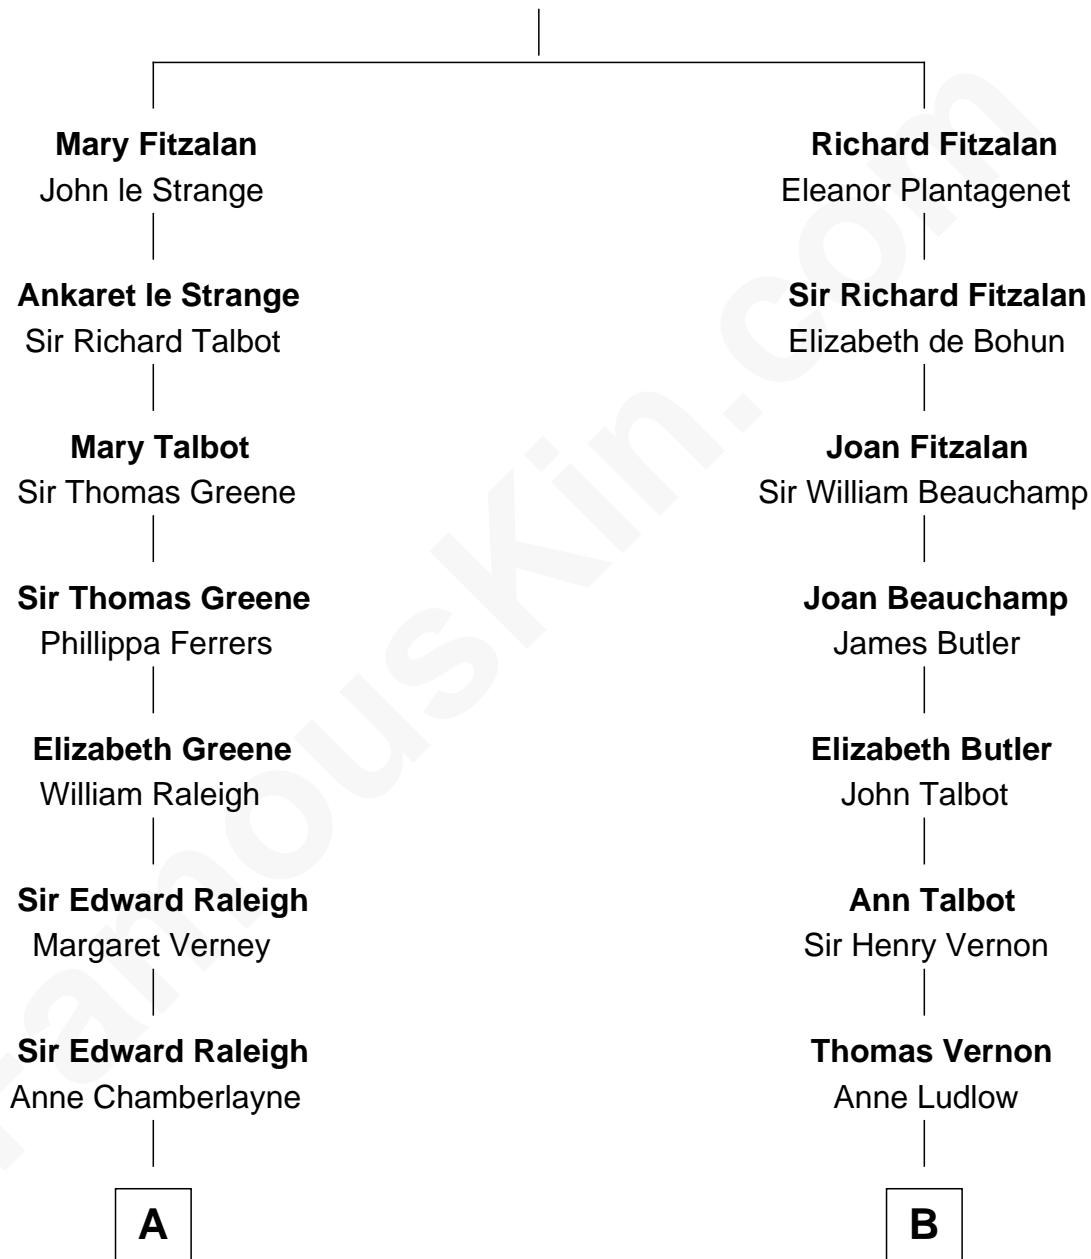 Mary Fitzalan
John le Strange
Richard Fitzalan
Eleanor Plantagenet
Ankaret le Strange
Sir Richard Talbot
Sir Richard Fitzalan
Elizabeth de Bohun
Mary Talbot
Sir Thomas Greene
Joan Fitzalan
Sir William Beauchamp
Sir Thomas Greene
Phillippa Ferrers
Joan Beauchamp
James Butler
Elizabeth Greene
William Raleigh
Elizabeth Butler
John Talbot
Sir Edward Raleigh
Margaret Verney
Ann Talbot
Sir Henry Vernon
Sir Edward Raleigh
Anne Chamberlayne
Thomas Vernon
Anne Ludlow
A
B
FamousKin.com